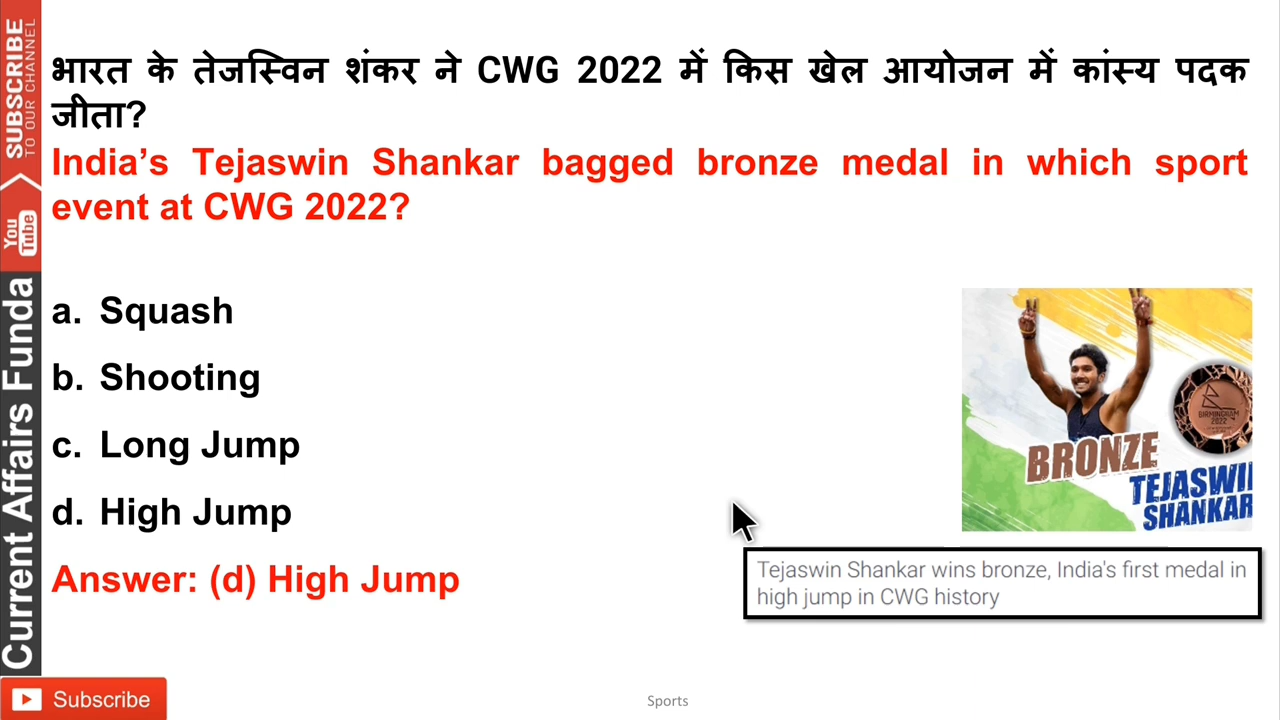 SUBSCRIBE
TO OUR CHANNEL
You
Tube
Current Affairs Funda
भारत के तेजस्विन शंकर ने CWG 2022 में किस खेल आयोजन में कांस्य पदक
जीता?
India’s Tejaswin Shankar bagged bronze medal in which sport
event at CWG 2022?
a. Squash
b. Shooting
c. Long Jump
d. High Jump
Answer: (d) High Jump
BIRMINGHAM
2022
BRONZE
TEJASWI
SHANKAR
Tejaswin Shankar wins bronze, India's first medal in
high jump in CWG history
Subscribe
Sports